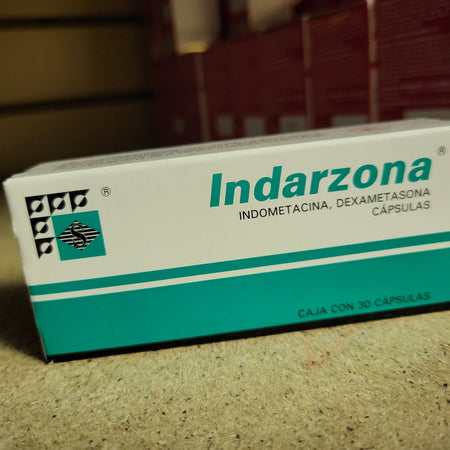 Indarzona®
INDOMETACINA, DEXAMETASONA
CÁPSULAS
CAJA CON 30 CÁPSULAS
®
S